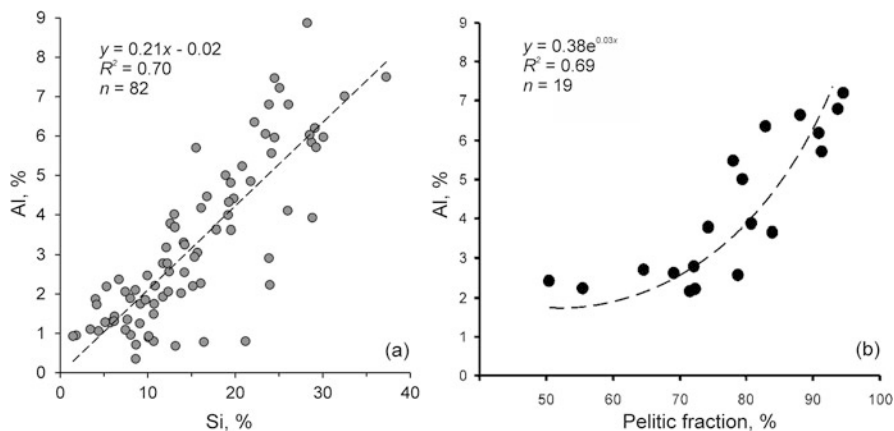 9
8
7
6
5
4
3
2
1
0
Al, %
y = 0.21x - 0.02
R² = 0.70
n = 82
(a)
0 10 20 30 40
Si, %
9
8
7
6
5
4
3
2
1
0
Al, %
y = 0.38e^0.03x
R² = 0.69
n = 19
(b)
50 60 70 80 90 100
Pelitic fraction, %